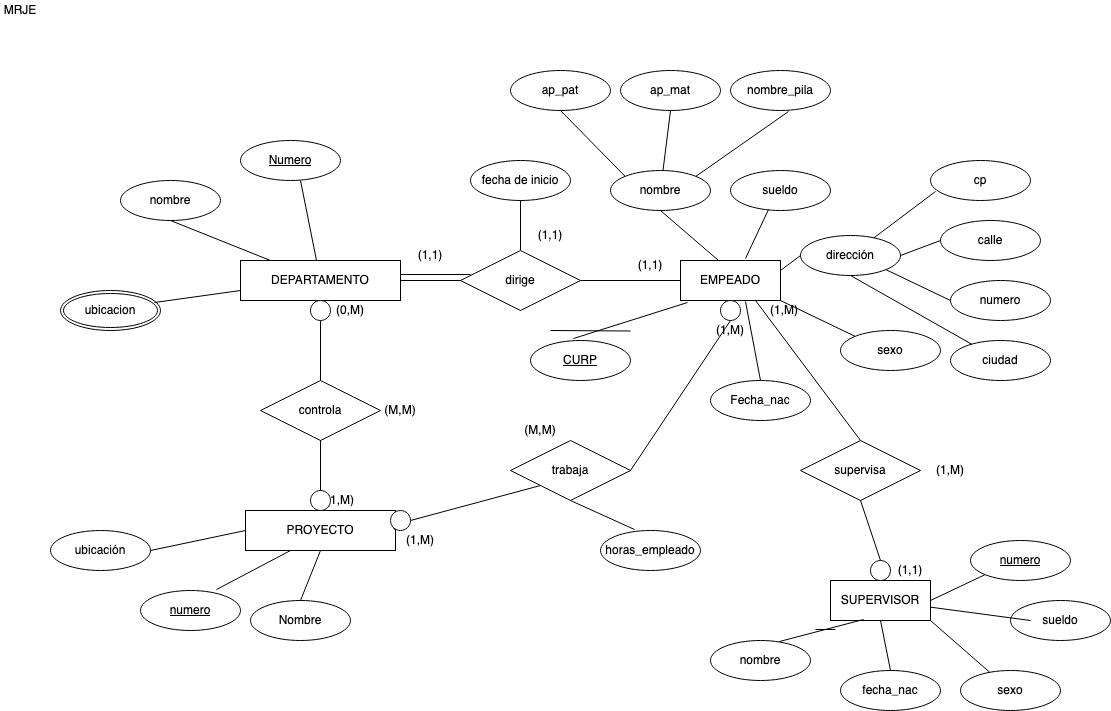 MRJE
ap_pat
ap_mat
nombre_pila
Numero
fecha de inicio
nombre
nombre
sueldo
cp
calle
(1,1)
(1,1)
dirección
DEPARTAMENTO
dirige
(1,1)
EMPEADO
numero
ubicacion
(0,M)
(1,M)
(1,M)
CURP
sexo
ciudad
Fecha_nac
controla
(M,M)
(M,M)
trabaja
supervisa
(1,M)
1,M)
PROYECTO
(1,M)
ubicación
horas_empleado
numero
(1,1)
numero
Nombre
SUPERVISOR
sueldo
nombre
fecha_nac
sexo